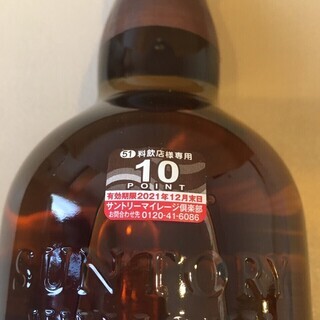 51 料飲店様専用
10
POINT
有効期限 2021年12月末日
サントリーマイレージ倶楽部
お問合わせ先 0120-41-6086
SUNTORY